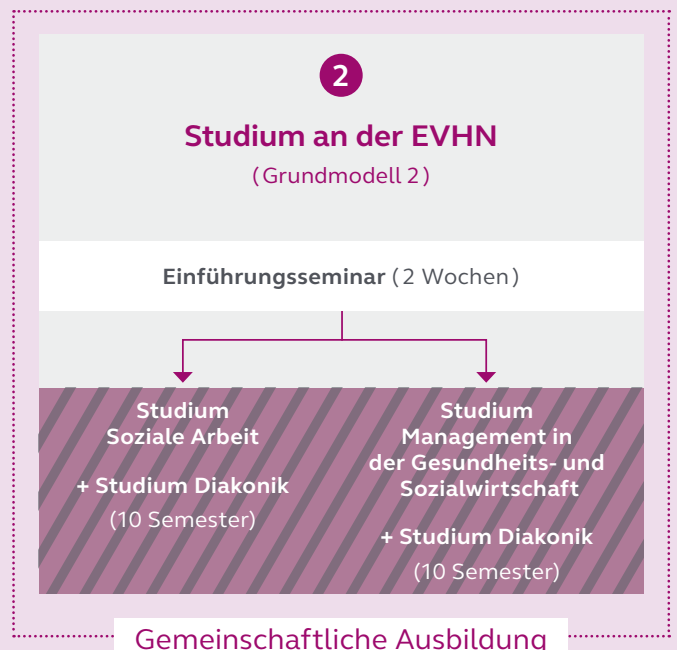 2
Studium an der EVHN
(Grundmodell 2)
Einführungsseminar (2 Wochen)
Studium
Soziale Arbeit
+ Studium Diakonik
(10 Semester)
Studium
Management in
der Gesundheits- und
Sozialwirtschaft
+ Studium Diakonik
(10 Semester)
Gemeinschaftliche Ausbildung